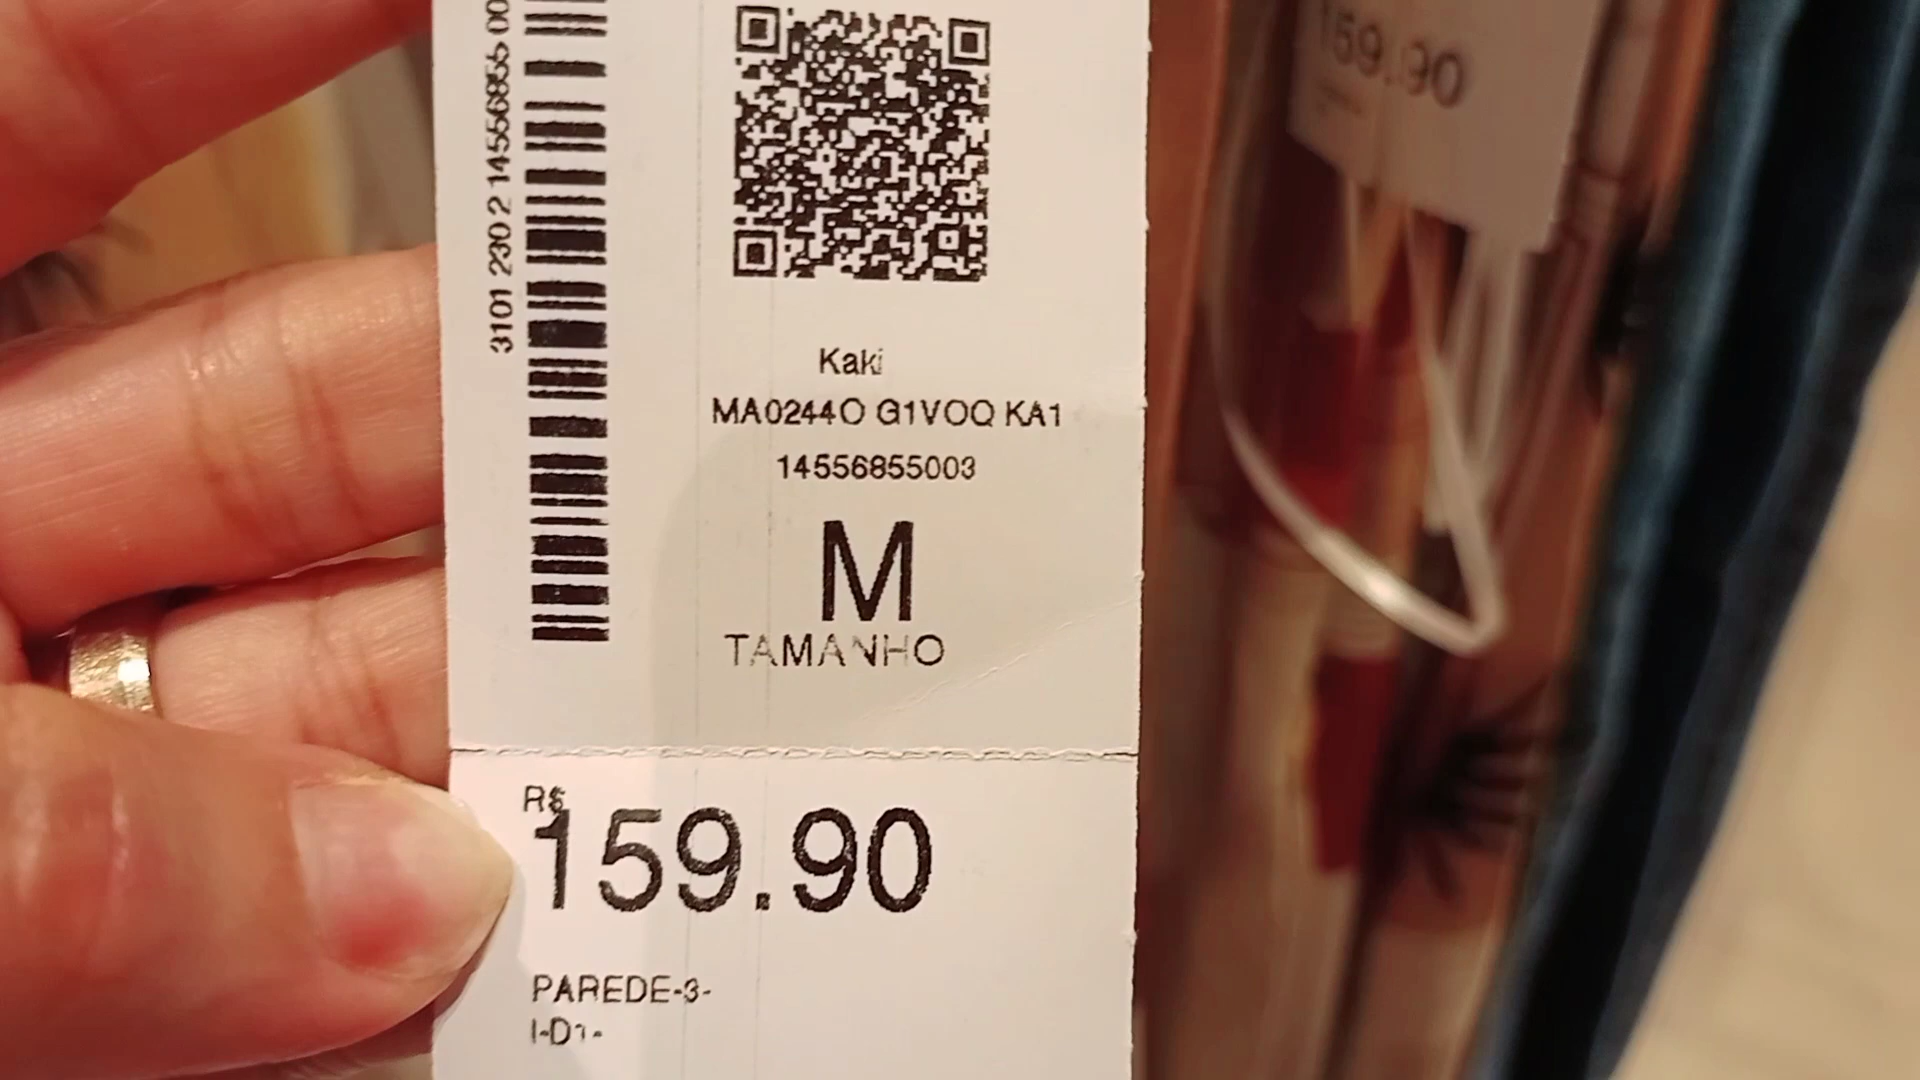 3101 230 2 14556855 00
Kaki
MA0244O G1VOQ KA1
14556855003
M
TAMANHO
R$
159.90
PAREDE-3-
I-D1-
159.90